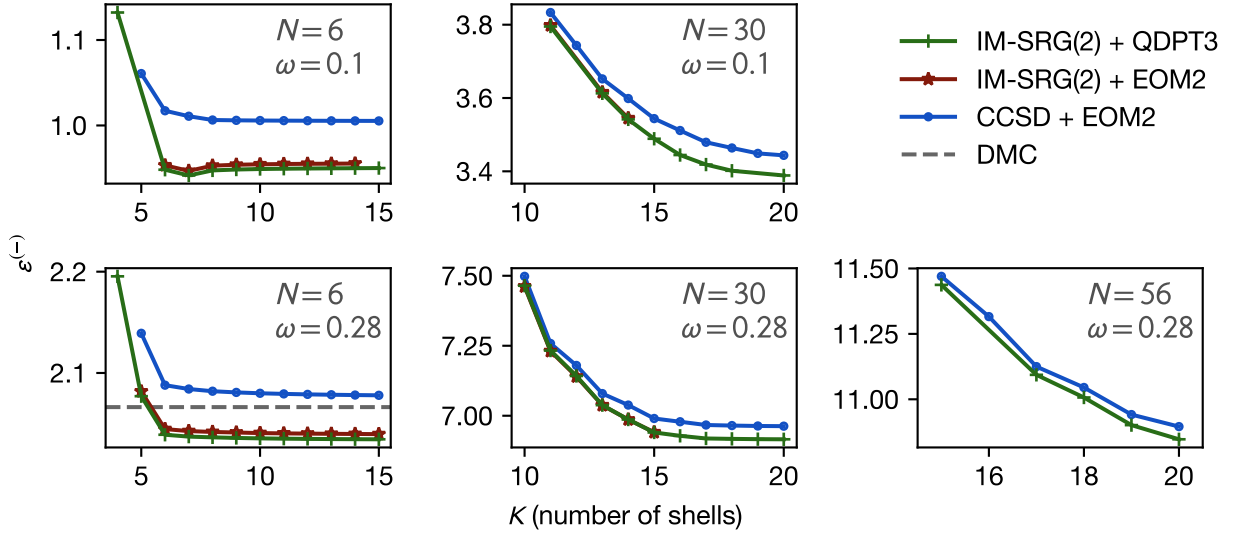 1.1
1.0
5
10
15
N = 6
ω = 0.1
3.8
3.6
3.4
10
15
20
N = 30
ω = 0.1
IM-SRG(2) + QDPT3
IM-SRG(2) + EOM2
CCSD + EOM2
DMC
ε(−)
2.2
2.1
5
10
15
N = 6
ω = 0.28
7.50
7.25
7.00
10
15
20
N = 30
ω = 0.28
11.50
11.25
11.00
16
18
20
N = 56
ω = 0.28
K (number of shells)